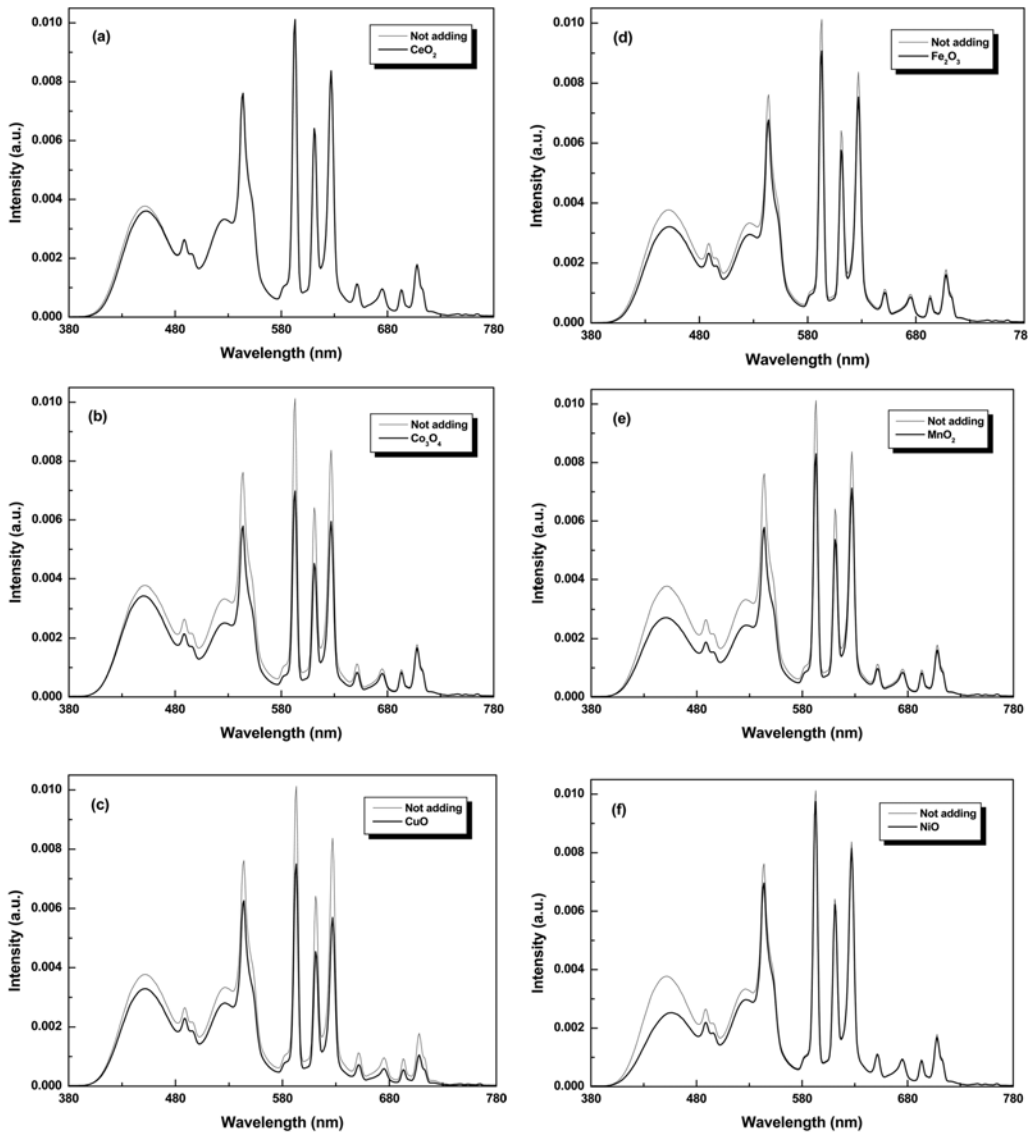 (a)
Not adding
CeO₂
Intensity (a.u.)
0.010
0.008
0.006
0.004
0.002
0.000
380
480
580
680
780
Wavelength (nm)
(d)
Not adding
Fe₂O₃
Intensity (a.u.)
0.010
0.008
0.006
0.004
0.002
0.000
380
480
580
680
78
Wavelength (nm)
(b)
Not adding
Co₃O₄
Intensity (a.u.)
0.010
0.008
0.006
0.004
0.002
0.000
380
480
580
680
780
Wavelength (nm)
(e)
Not adding
MnO₂
Intensity (a.u.)
0.010
0.008
0.006
0.004
0.002
0.000
380
480
580
680
780
Wavelength (nm)
(c)
Not adding
CuO
Intensity (a.u.)
0.010
0.008
0.006
0.004
0.002
0.000
380
480
580
680
780
Wavelength (nm)
(f)
Not adding
NiO
Intensity (a.u.)
0.010
0.008
0.006
0.004
0.002
0.000
380
480
580
680
780
Wavelength (nm)